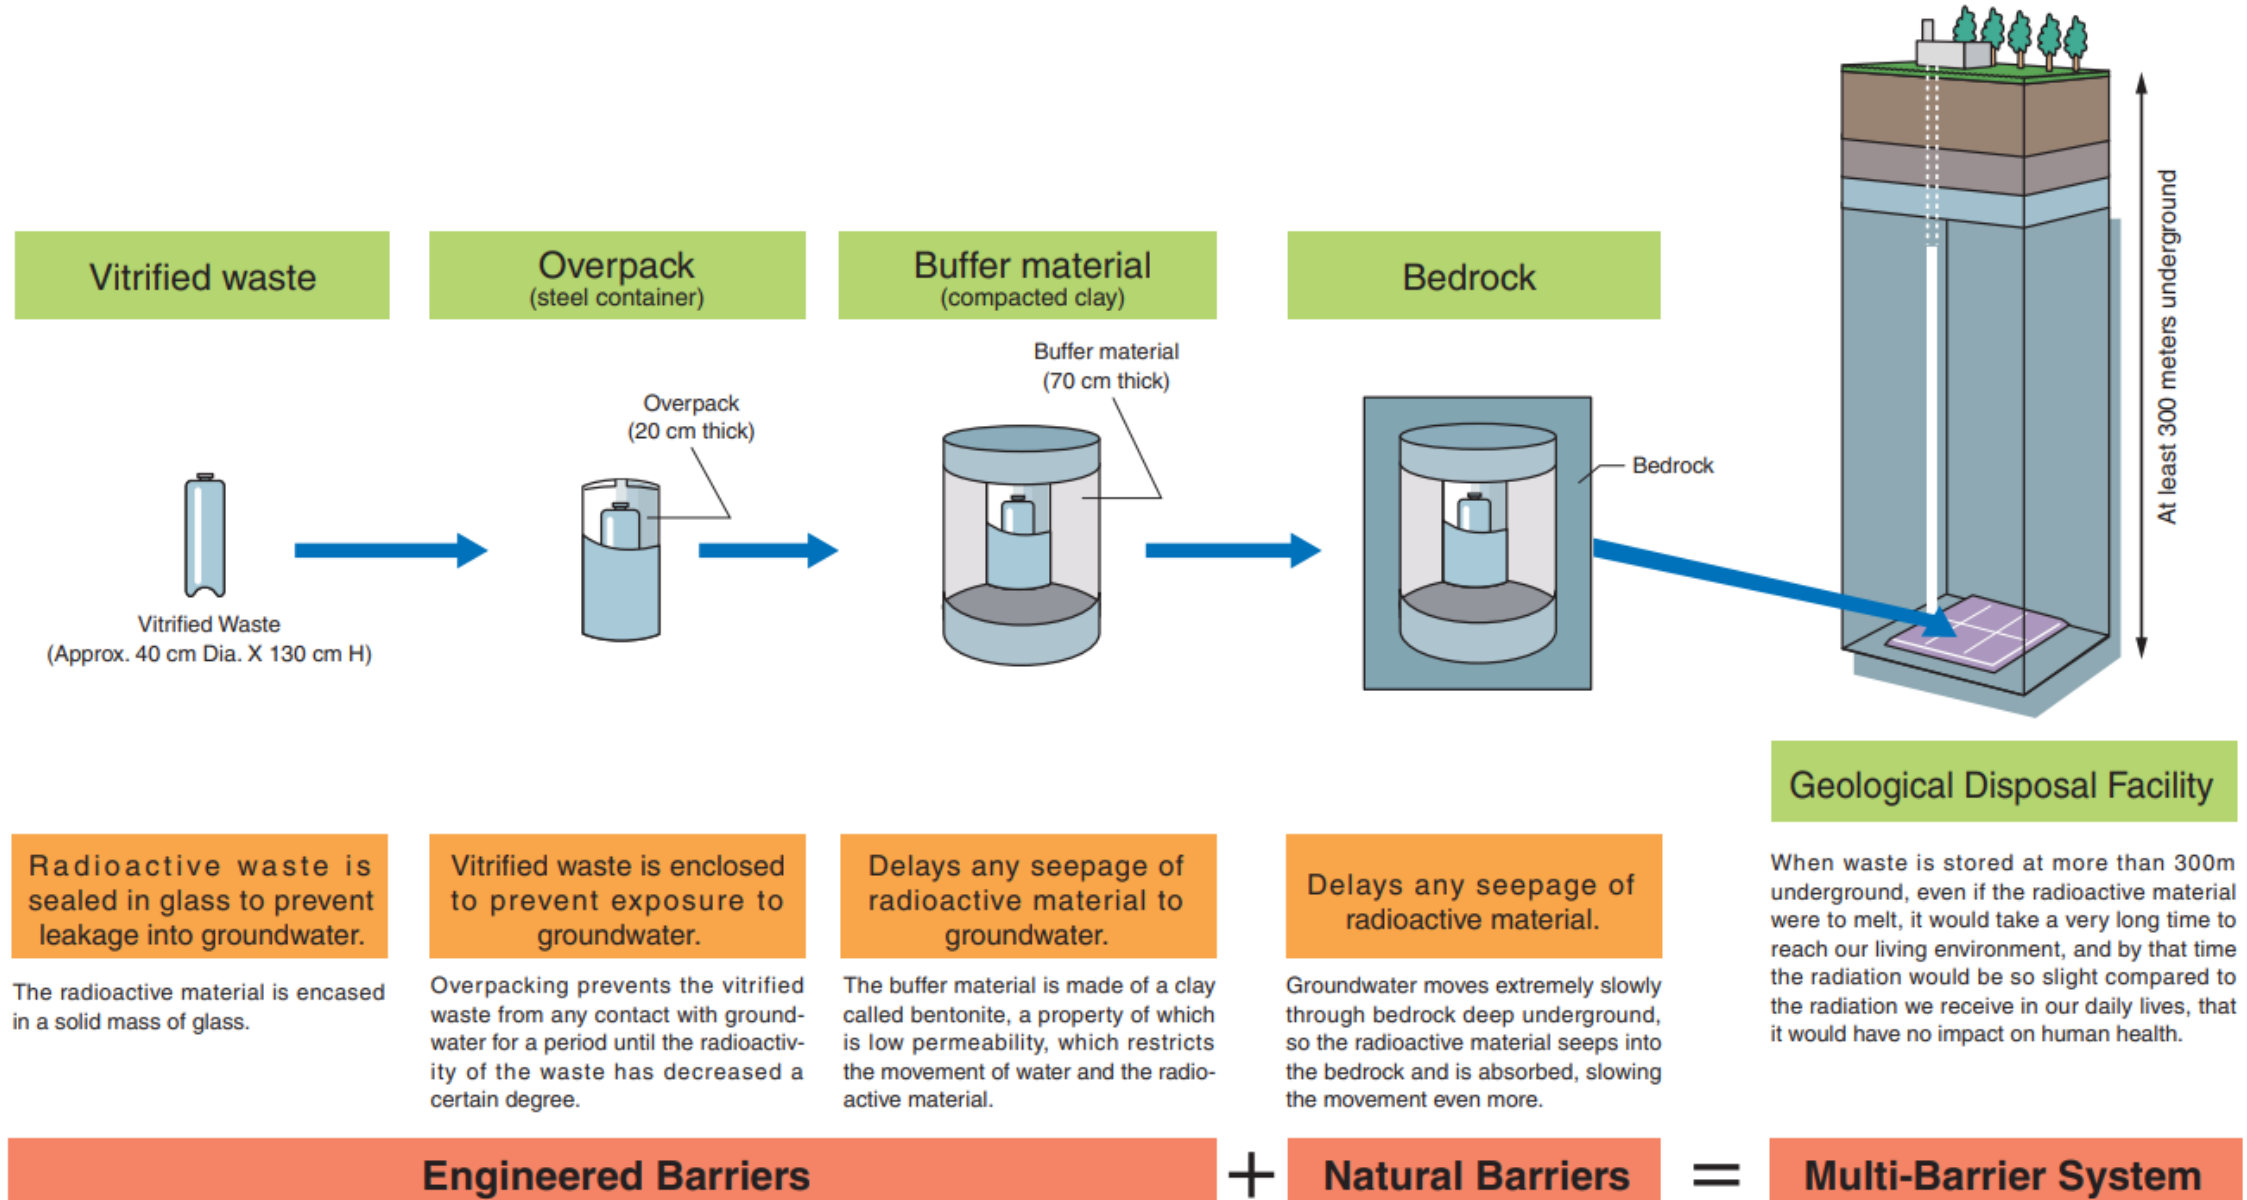 Vitrified waste
Overpack
(steel container)
Buffer material
(compacted clay)
Bedrock
At least 300 meters underground
Buffer material
(70 cm thick)
Overpack
(20 cm thick)
Bedrock
Vitrified Waste
(Approx. 40 cm Dia. X 130 cm H)
Radioactive waste is
sealed in glass to prevent
leakage into groundwater.
The radioactive material is encased
in a solid mass of glass.
Vitrified waste is enclosed
to prevent exposure to
groundwater.
Overpacking prevents the vitrified
waste from any contact with ground-
water for a period until the radioactiv-
ity of the waste has decreased a
certain degree.
Delays any seepage of
radioactive material to
groundwater.
The buffer material is made of a clay
called bentonite, a property of which
is low permeability, which restricts
the movement of water and the radio-
active material.
Delays any seepage of
radioactive material.
Groundwater moves extremely slowly
through bedrock deep underground,
so the radioactive material seeps into
the bedrock and is absorbed, slowing
the movement even more.
Geological Disposal Facility
When waste is stored at more than 300m
underground, even if the radioactive material
were to melt, it would take a very long time to
reach our living environment, and by that time
the radiation would be so slight compared to
the radiation we receive in our daily lives, that
it would have no impact on human health.
Engineered Barriers + Natural Barriers = Multi-Barrier System